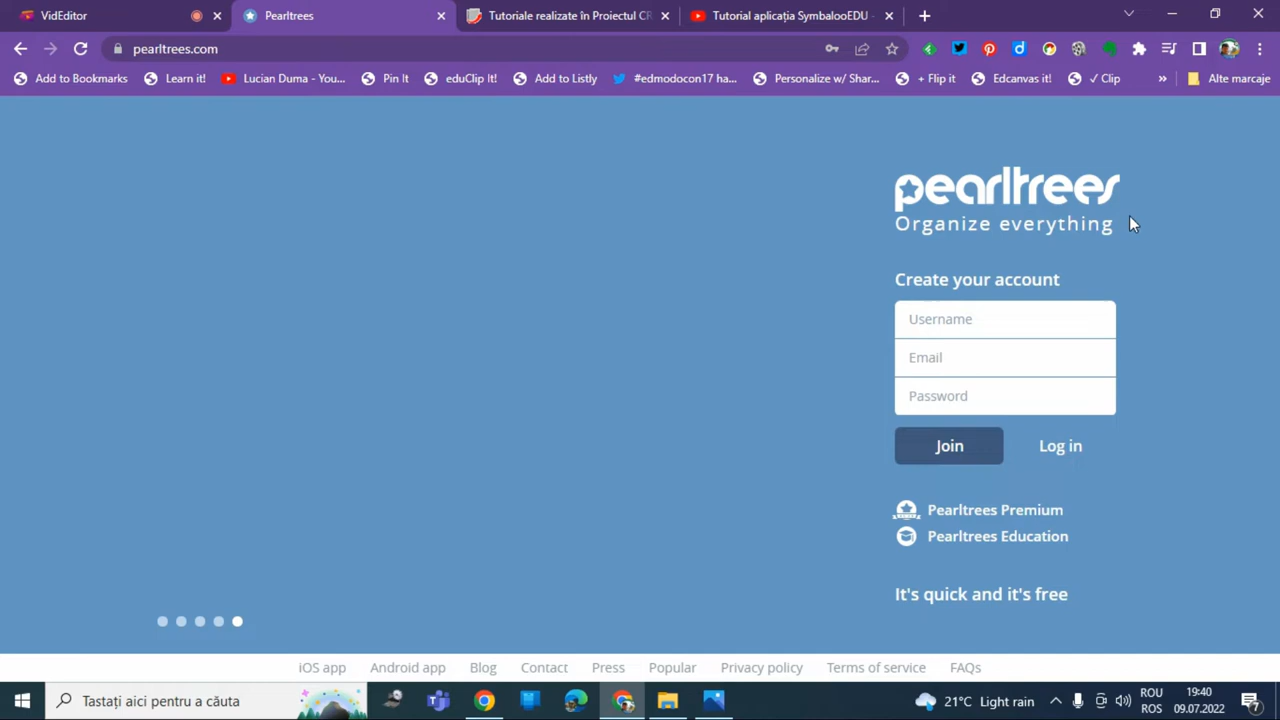 VidEditor
Pearltrees
Tutoriale realizate în Proiectul CR
Tutorial aplicația SymbalooEDU -
pearltrees.com
Add to Bookmarks
Learn it!
Lucian Duma - You...
Pin It
eduClip It!
Add to Listly
#edmodocon17 ha...
Personalize w/ Shar...
+ Flip it
Edcanvas it!
✓ Clip
»
Alte marcaje
pearltrees
Organize everything
Create your account
Username
Email
Password
Join
Log in
Pearltrees Premium
Pearltrees Education
It's quick and it's free
iOS app
Android app
Blog
Contact
Press
Popular
Privacy policy
Terms of service
FAQs
Tastați aici pentru a căuta
21°C Light rain
ROU
ROS
19:40
09.07.2022
7